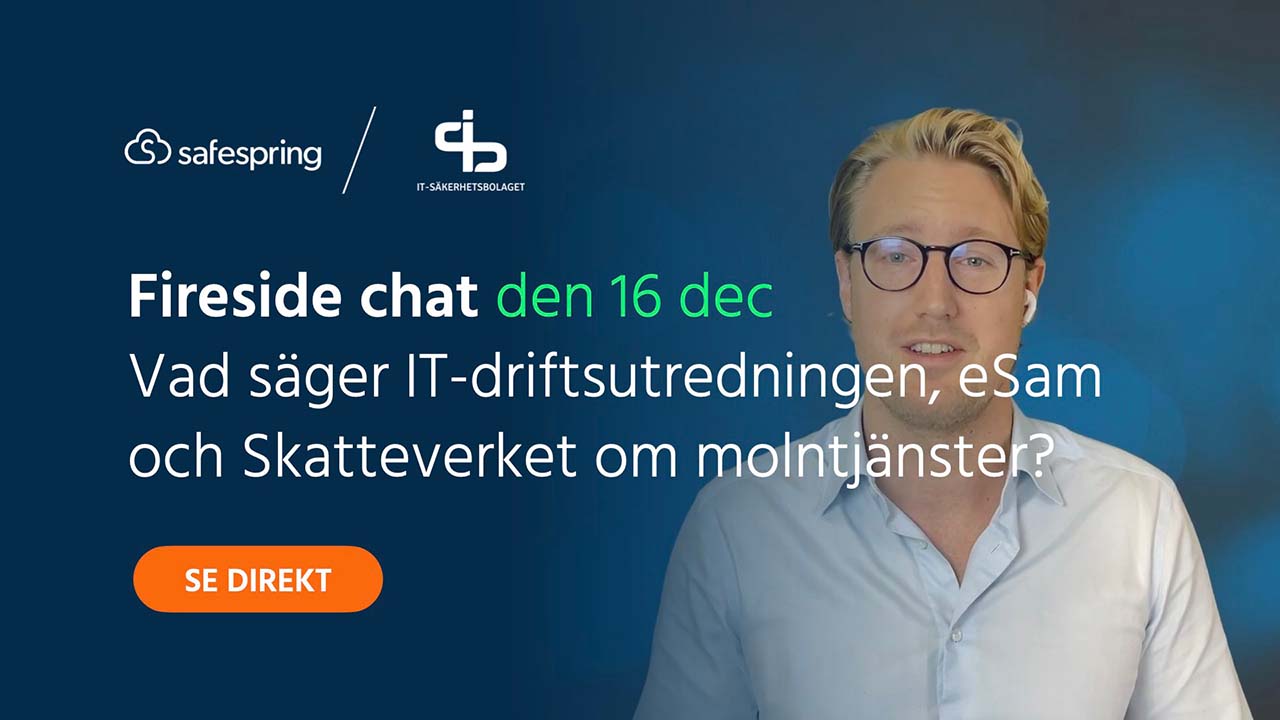 safespring
IT-SÄKERHETSBOLAGET
Fireside chat den 16 dec
Vad säger IT-driftsutredningen, eSam
och Skatteverket om molntjänster?
SE DIREKT